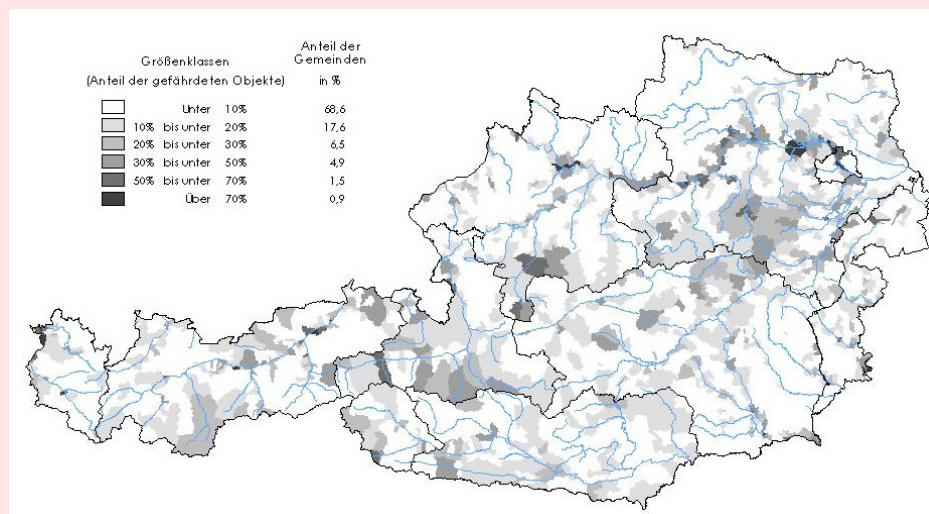 Größenklassen
(Anteil der gefährdeten Objekte)
Anteil der
Gemeinden
in %
Unter 10% 68,6
10% bis unter 20% 17,6
20% bis unter 30% 6,5
30% bis unter 50% 4,9
50% bis unter 70% 1,5
Über 70% 0,9